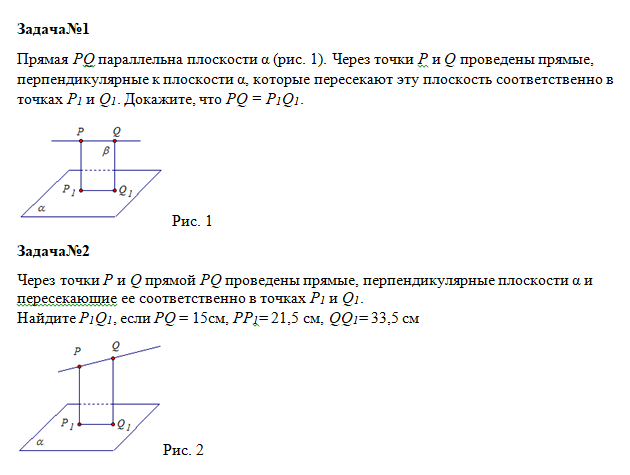 Задача№1
Прямая PQ параллельна плоскости α (рис. 1). Через точки P и Q проведены прямые,
перпендикулярные к плоскости α, которые пересекают эту плоскость соответственно в
точках P1 и Q1. Докажите, что PQ = P1Q1.
P Q
β
P1 Q1
α
Рис. 1
Задача№2
Через точки P и Q прямой PQ проведены прямые, перпендикулярные плоскости α и
пересекающие ее соответственно в точках P1 и Q1.
Найдите P1Q1, если PQ = 15см, PP1= 21,5 см, QQ1= 33,5 см
P Q
P1 Q1
α
Рис. 2